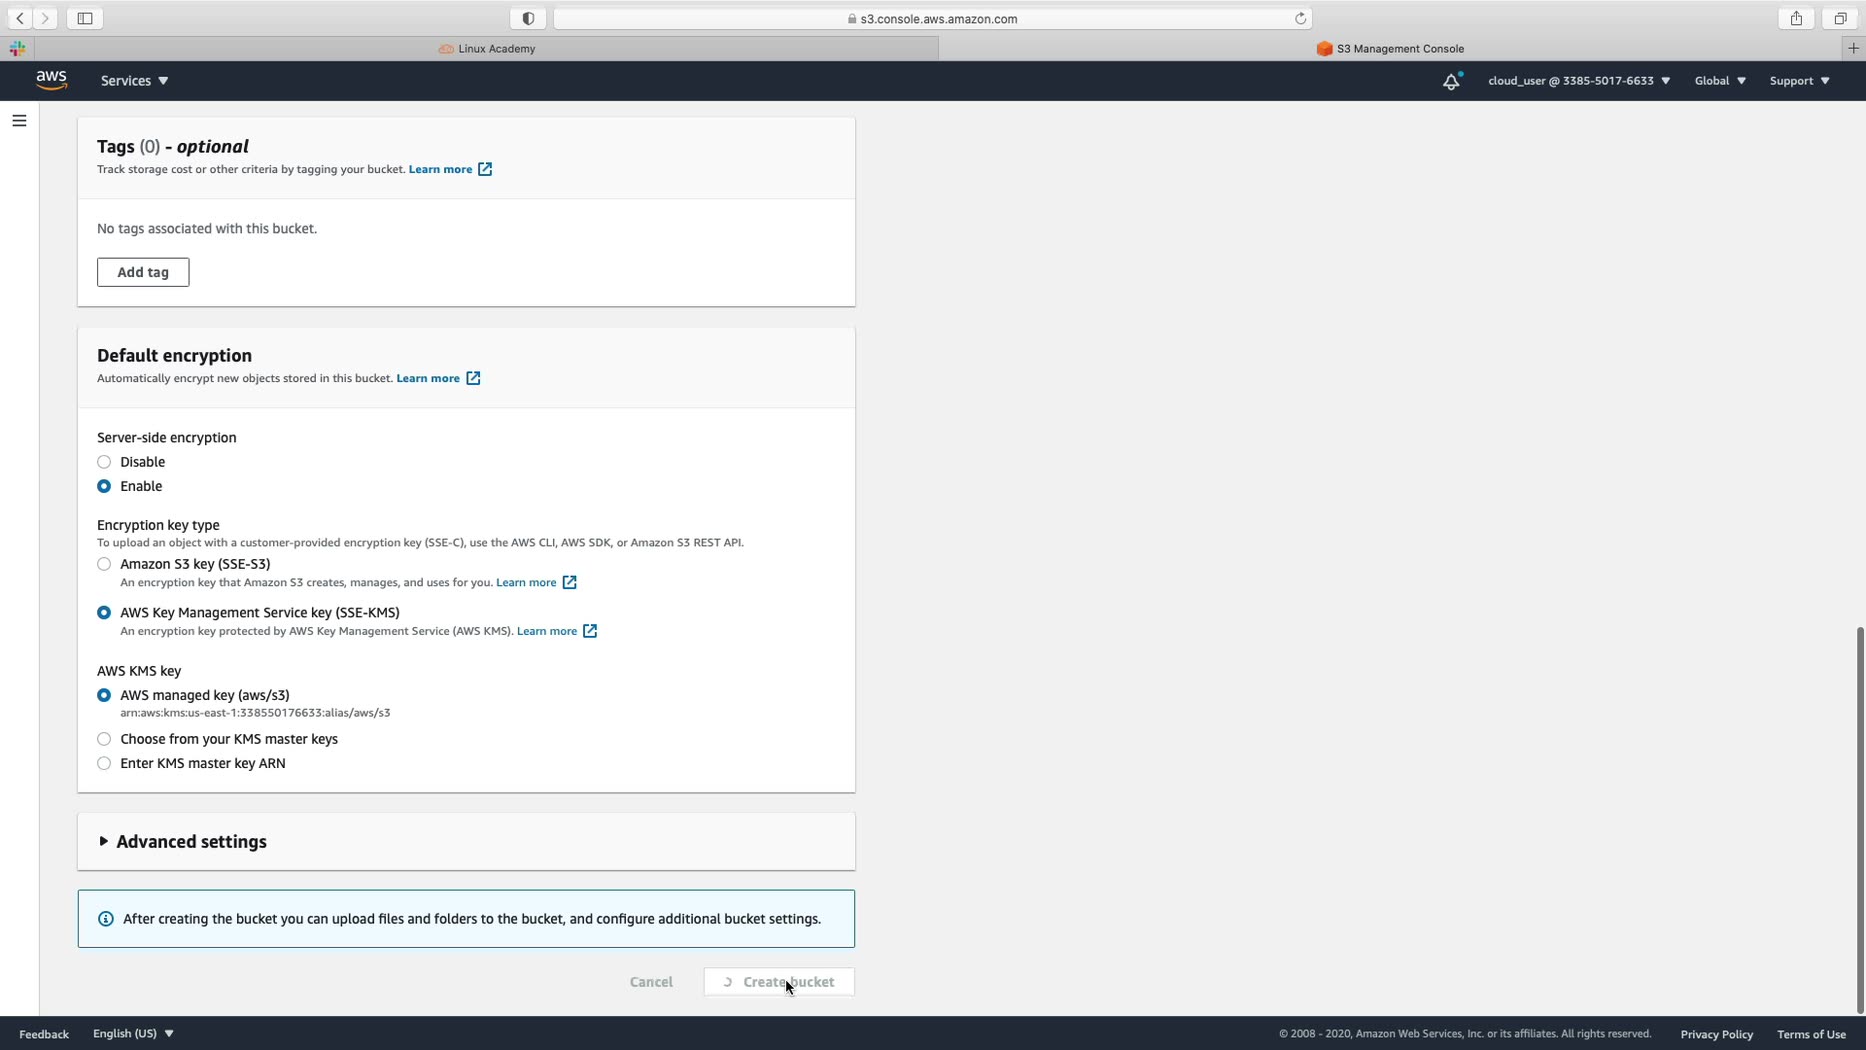 s3.console.aws.amazon.com
Linux Academy
S3 Management Console
aws Services cloud_user @ 3385-5017-6633 Global Support
Tags (0) - optional
Track storage cost or other criteria by tagging your bucket. Learn more
No tags associated with this bucket.
Add tag
Default encryption
Automatically encrypt new objects stored in this bucket. Learn more
Server-side encryption
Disable
Enable
Encryption key type
To upload an object with a customer-provided encryption key (SSE-C), use the AWS CLI, AWS SDK, or Amazon S3 REST API.
Amazon S3 key (SSE-S3)
An encryption key that Amazon S3 creates, manages, and uses for you. Learn more
AWS Key Management Service key (SSE-KMS)
An encryption key protected by AWS Key Management Service (AWS KMS). Learn more
AWS KMS key
AWS managed key (aws/s3)
arn:aws:kms:us-east-1:338550176633:alias/aws/s3
Choose from your KMS master keys
Enter KMS master key ARN
Advanced settings
After creating the bucket you can upload files and folders to the bucket, and configure additional bucket settings.
Cancel Create bucket
Feedback English (US) © 2008 - 2020, Amazon Web Services, Inc. or its affiliates. All rights reserved. Privacy Policy Terms of Use